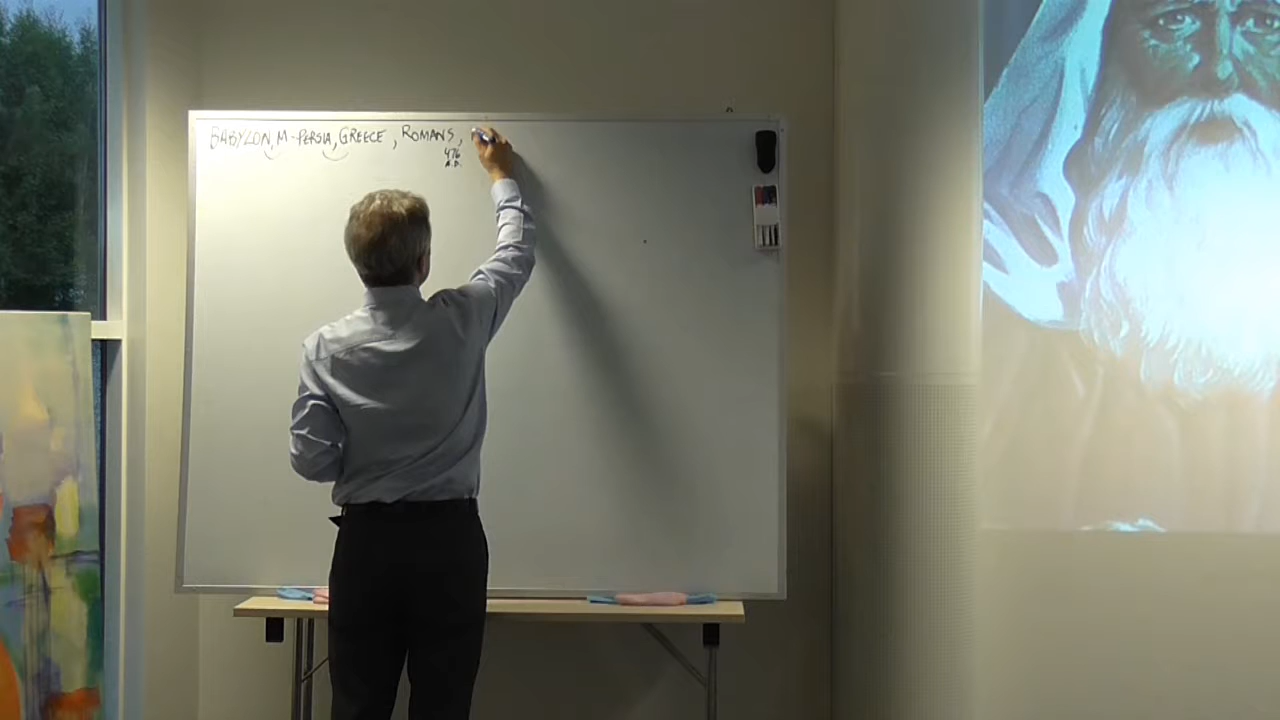 BABYLON, M-PERSIA, GREECE, ROMANS,
476
A.D.